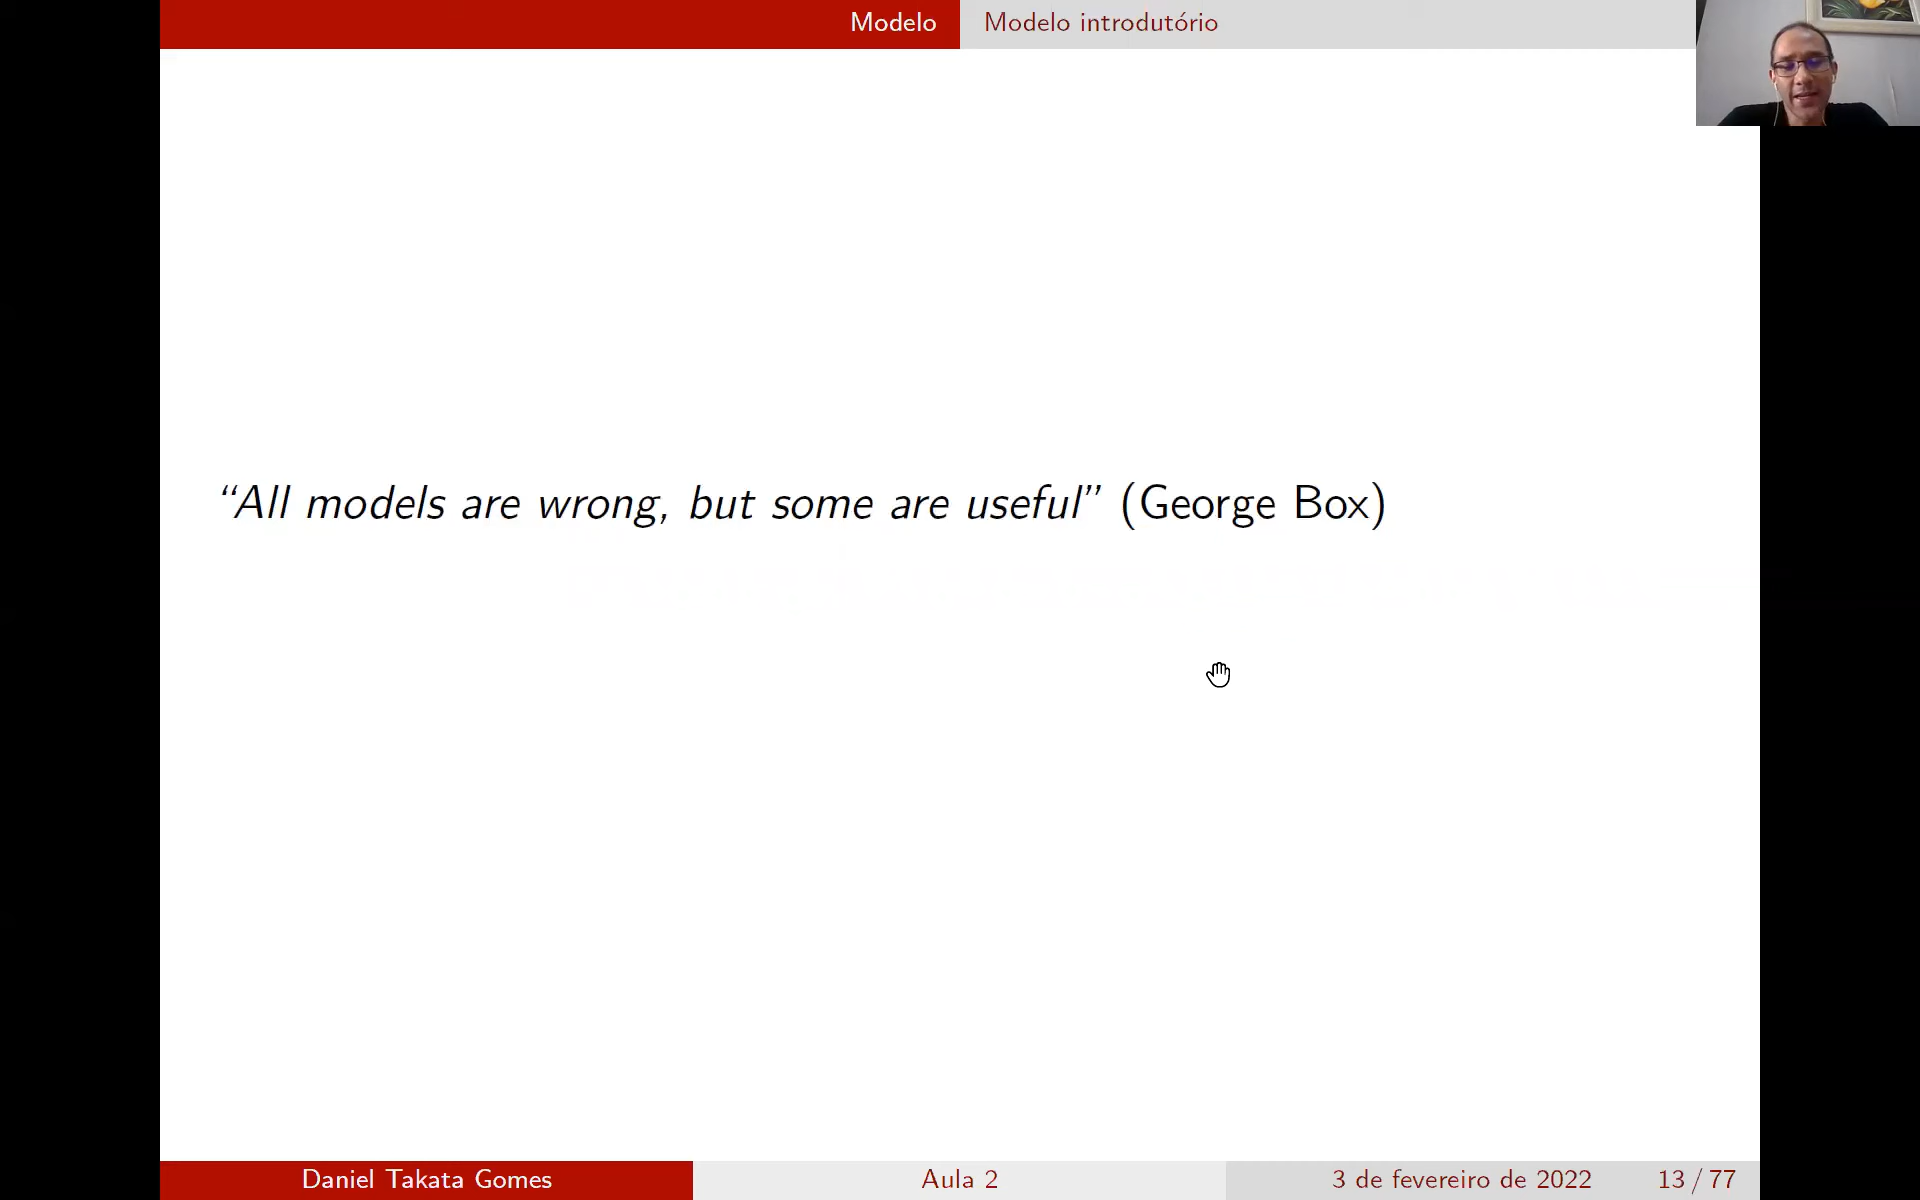 Modelo
Modelo introdutório
“All models are wrong, but some are useful” (George Box)
Daniel Takata Gomes
Aula 2
3 de fevereiro de 2022
13 / 77